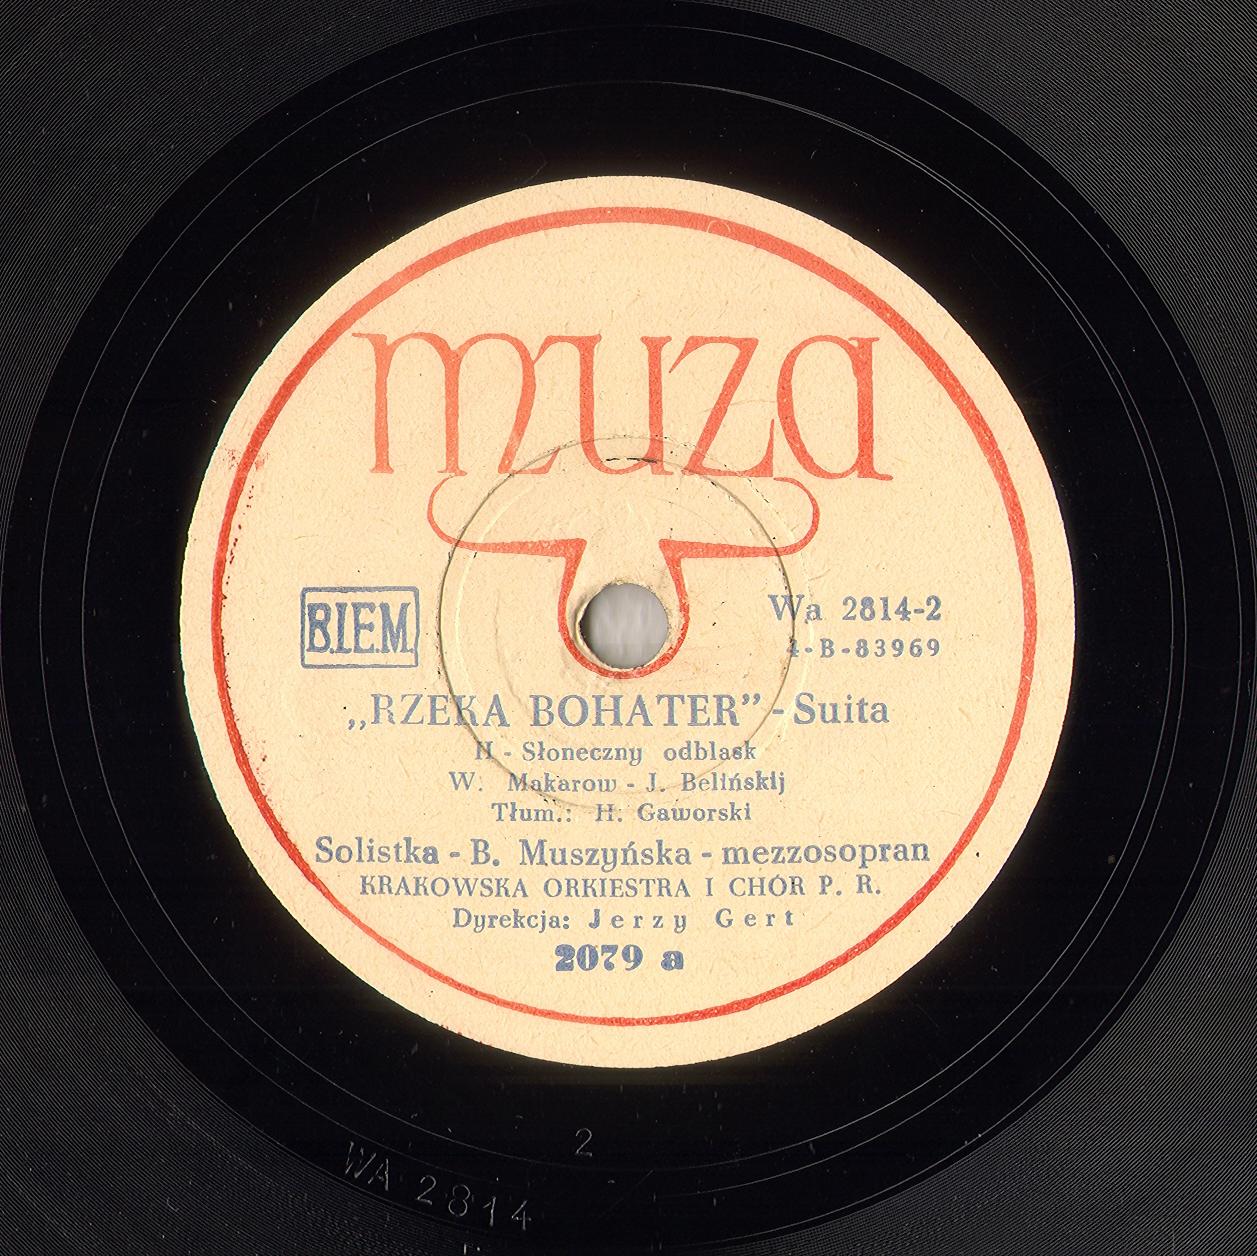 muza
B.I.E.M.
Wa 2814-2
4-B-83969
„RZEKA BOHATER” - Suita
II - Słoneczny odblask
W. Makarow - J. Belińskij
Tłum.: H. Gaworski
Solistka - B. Muszyńska - mezzosopran
KRAKOWSKA ORKIESTRA I CHÓR P. R.
Dyrekcja: Jerzy Gert
2079 a
2
WA 2814